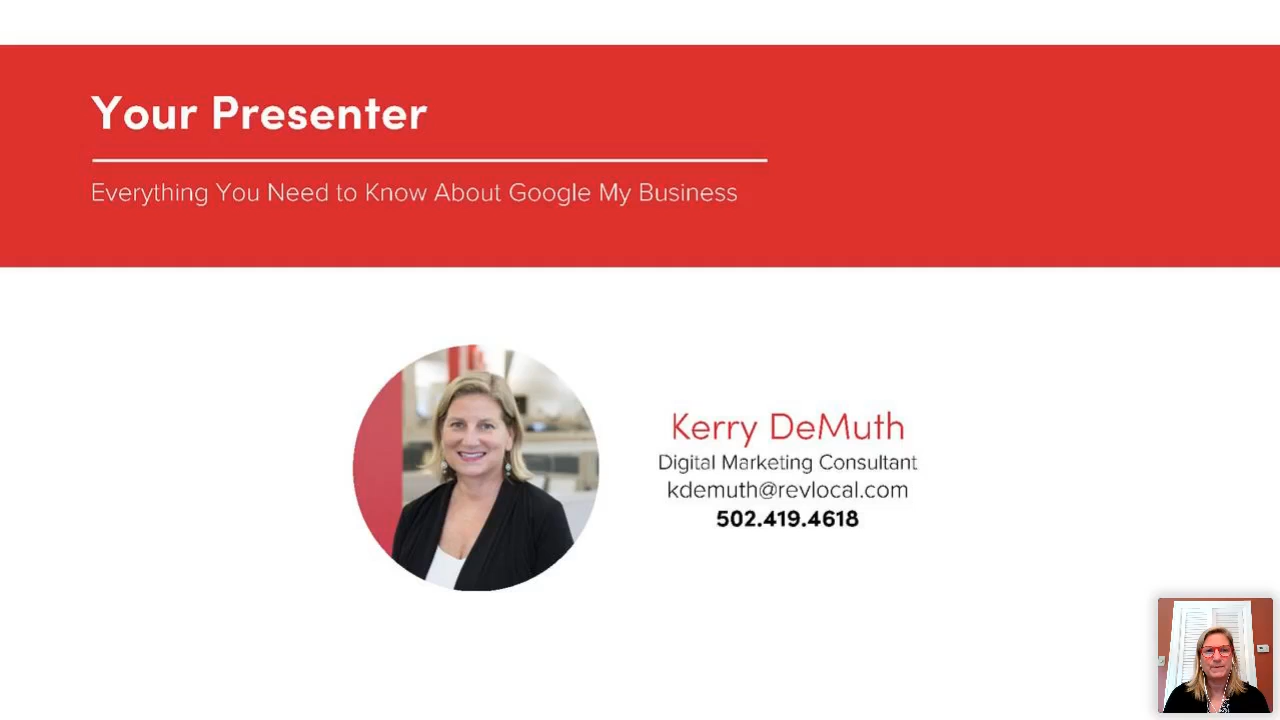 Your Presenter
Everything You Need to Know About Google My Business
Kerry DeMuth
Digital Marketing Consultant
kdemuth@revlocal.com
502.419.4618